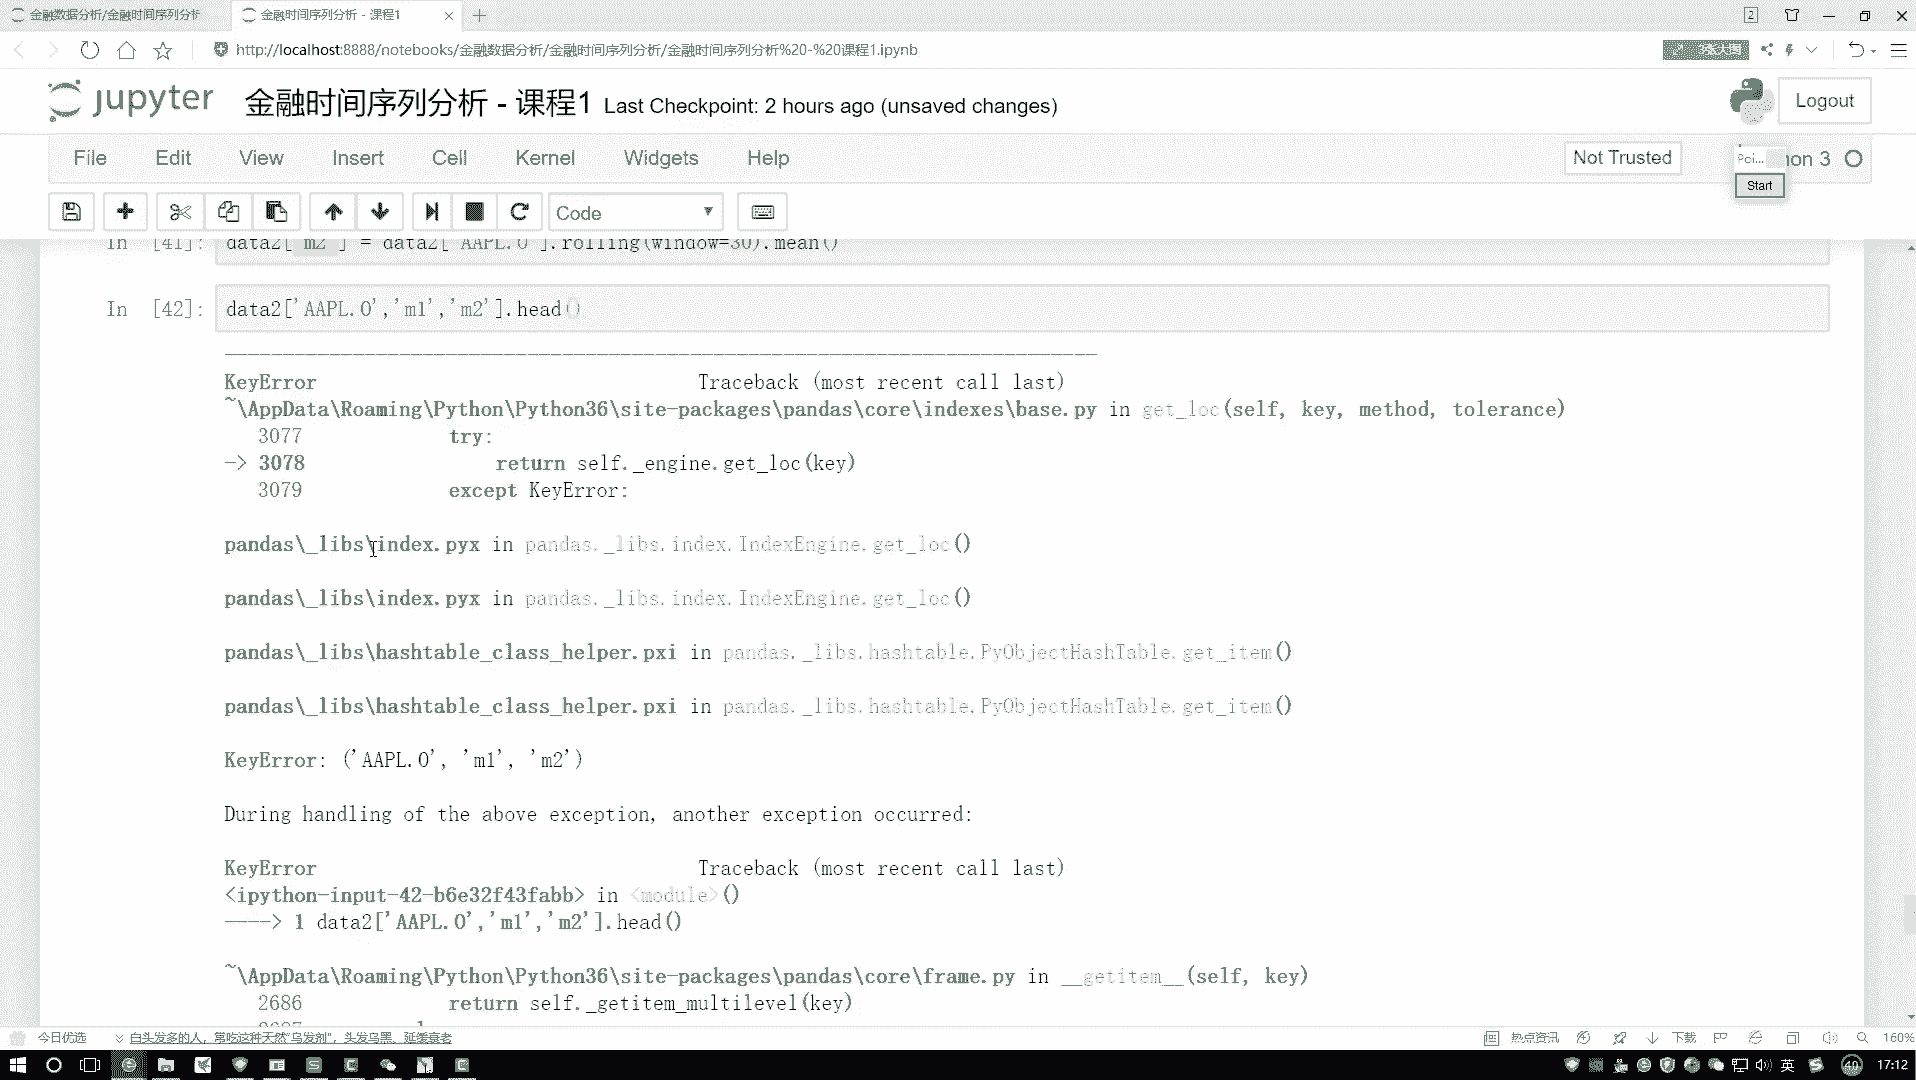 金融数据分析/金融时间序列分析
金融时间序列分析 - 课程1
2
http://localhost:8888/notebooks/金融数据分析/金融时间序列分析/金融时间序列分析%20-%20课程1.ipynb
jupyter 金融时间序列分析 - 课程1 Last Checkpoint: 2 hours ago (unsaved changes)
Logout
File Edit View Insert Cell Kernel Widgets Help
Not Trusted
Poi...
hon 3
Start
Code
In [41]: data2['m2'] = data2['AAPL.O'].rolling(window=30).mean()
In [42]: data2['AAPL.O','m1','m2'].head()
KeyError Traceback (most recent call last)
~\AppData\Roaming\Python\Python36\site-packages\pandas\core\indexes\base.py in get_loc(self, key, method, tolerance)
3077 try:
-> 3078 return self._engine.get_loc(key)
3079 except KeyError:
pandas\_libs\index.pyx in pandas._libs.index.IndexEngine.get_loc()
pandas\_libs\index.pyx in pandas._libs.index.IndexEngine.get_loc()
pandas\_libs\hashtable_class_helper.pxi in pandas._libs.hashtable.PyObjectHashTable.get_item()
pandas\_libs\hashtable_class_helper.pxi in pandas._libs.hashtable.PyObjectHashTable.get_item()
KeyError: ('AAPL.O', 'm1', 'm2')
During handling of the above exception, another exception occurred:
KeyError Traceback (most recent call last)
<ipython-input-42-b6e32f43fabb> in <module>()
----> 1 data2['AAPL.O','m1','m2'].head()
~\AppData\Roaming\Python\Python36\site-packages\pandas\core\frame.py in __getitem__(self, key)
2686 return self._getitem_multilevel(key)
今日优选
白头发多的人，常吃这种天然"乌发剂"，头发乌黑、延缓衰老
热点资讯
下载
160%
英
40
17:12